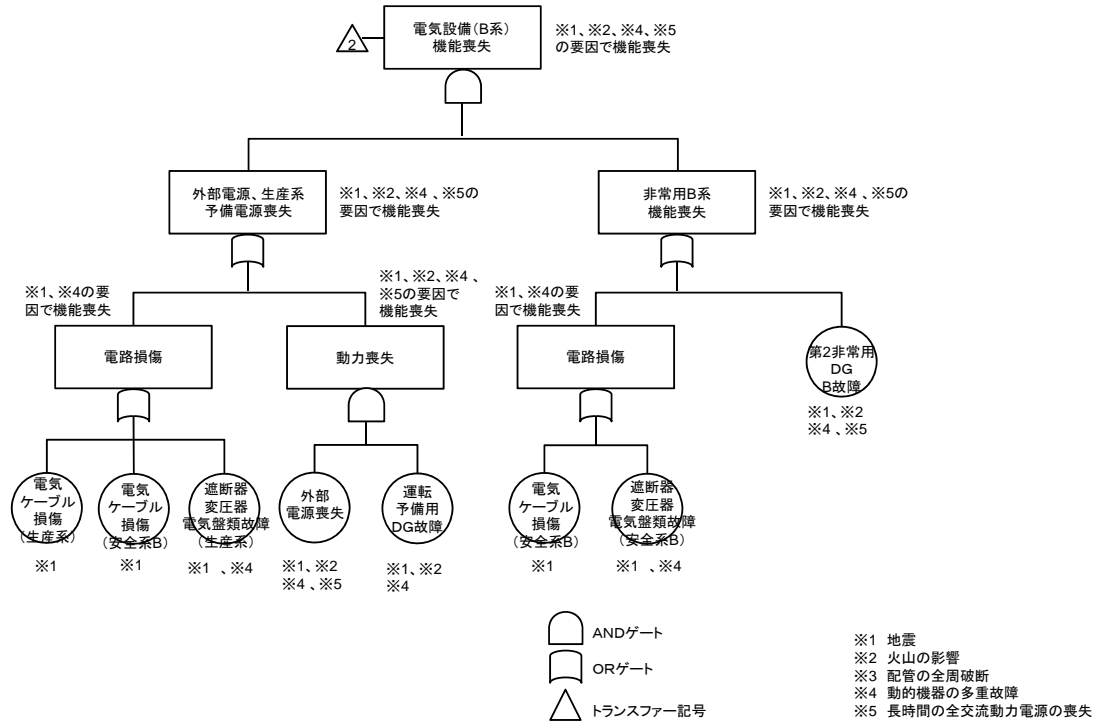 電気設備(B系)
機能喪失
※1、※2、※4、※5
の要因で機能喪失
2
外部電源、生産系
予備電源喪失
※1、※2、※4 、※5の
要因で機能喪失
非常用B系
機能喪失
※1、※2、※4 、※5の
要因で機能喪失
※1、※4の要
因で機能喪失
電路損傷
※1、※2、※4 、
※5の要因で
機能喪失
動力喪失
※1、※4の要
因で機能喪失
電路損傷
第2非常用
DG
B故障
※1、※2
※4 、※5
電気
ケーブル
損傷
(生産系)
※1
電気
ケーブル
損傷
(安全系B)
※1
遮断器
変圧器
電気盤類故障
(生産系)
※1 、※4
外部
電源喪失
※1、※2
※4 、※5
運転
予備用
DG故障
※1、※2
※4
電気
ケーブル
損傷
(安全系B)
※1
遮断器
変圧器
電気盤類故障
(安全系B)
※1 、※4
ANDゲート
ORゲート
トランスファー記号
※1 地震
※2 火山の影響
※3 配管の全周破断
※4 動的機器の多重故障
※5 長時間の全交流動力電源の喪失